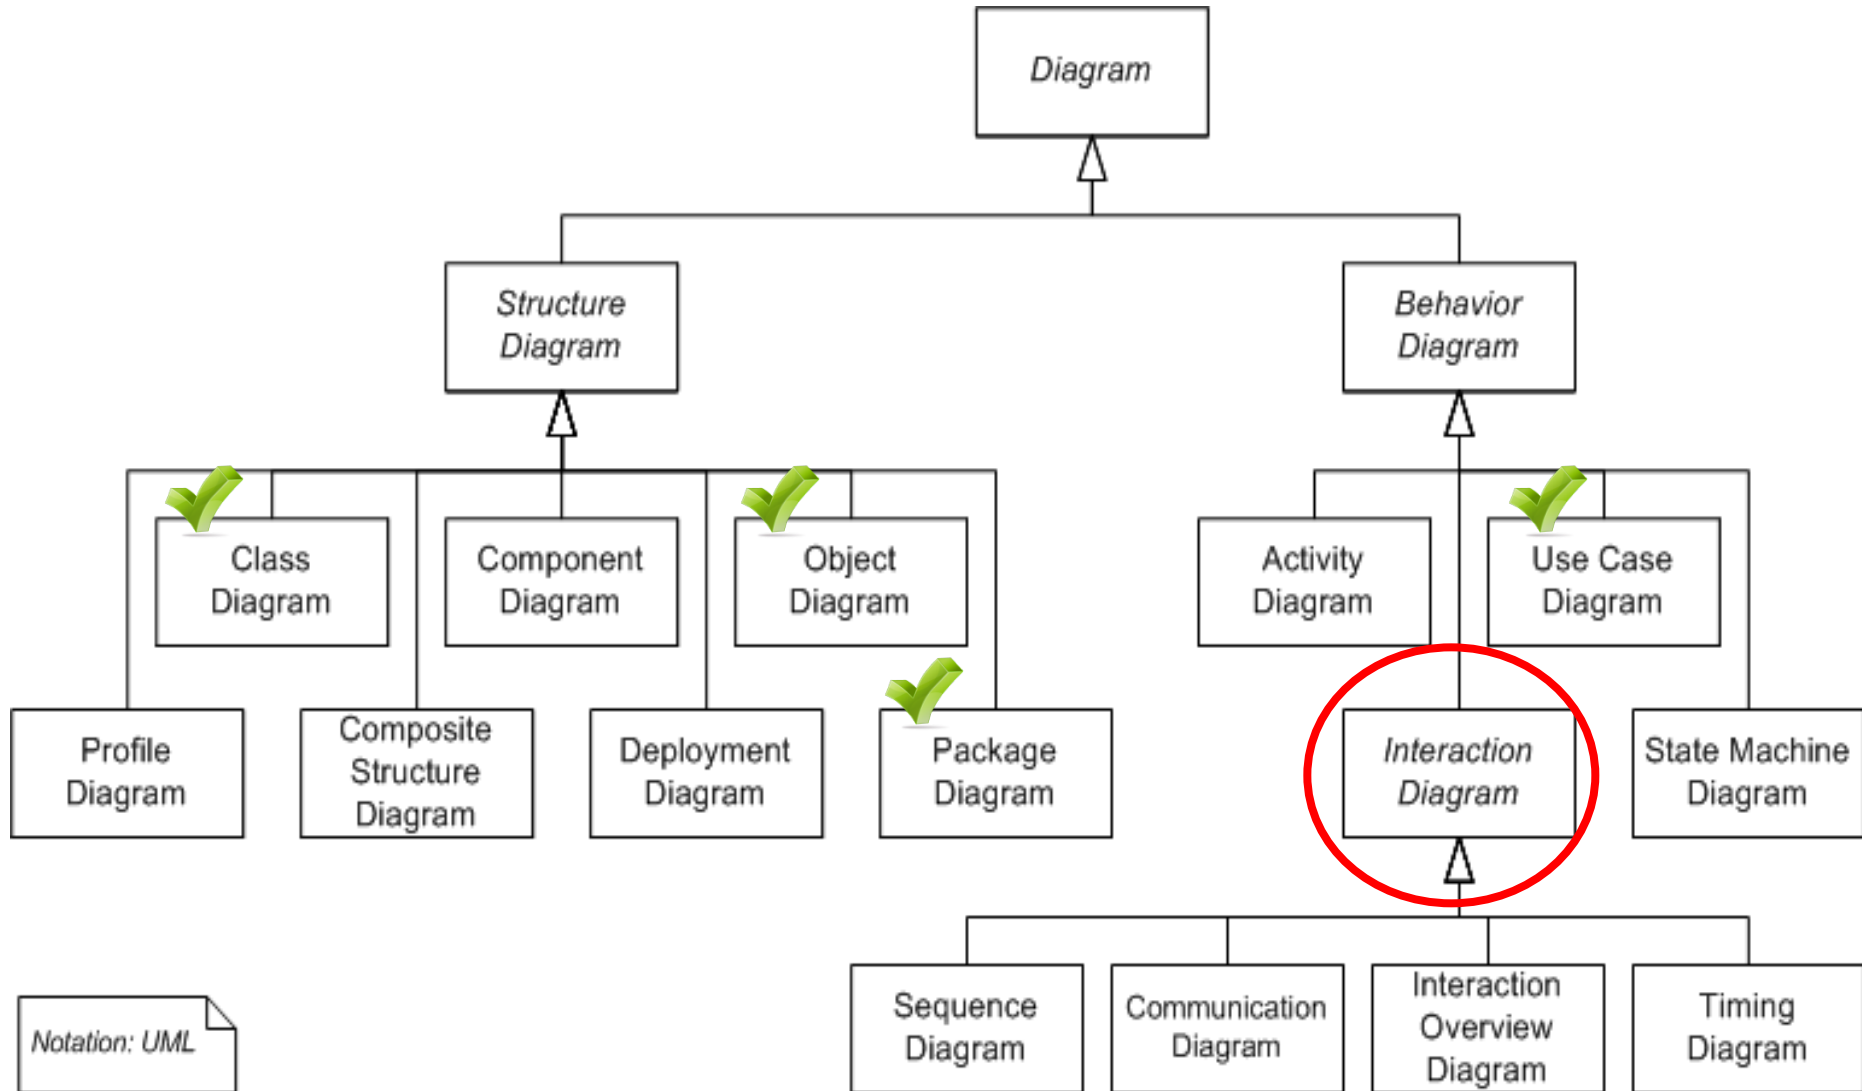 Diagram
Structure
Diagram
Behavior
Diagram
Class
Diagram
Component
Diagram
Object
Diagram
Activity
Diagram
Use Case
Diagram
Profile
Diagram
Composite
Structure
Diagram
Deployment
Diagram
Package
Diagram
Interaction
Diagram
State Machine
Diagram
Sequence
Diagram
Communication
Diagram
Interaction
Overview
Diagram
Timing
Diagram
Notation: UML